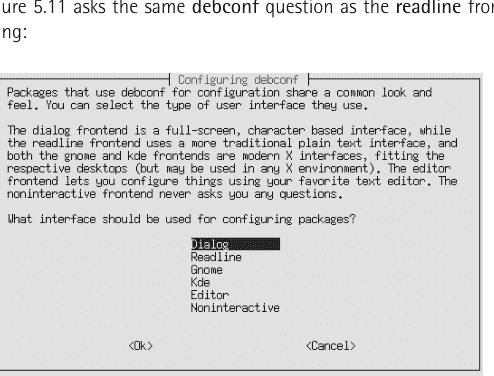 ure 5.11 asks the same debconf question as the readline fron
ng:
Configuring debconf
Packages that use debconf for configuration share a common look and
feel. You can select the type of user interface they use.
The dialog frontend is a full-screen, character based interface, while
the readline frontend uses a more traditional plain text interface, and
both the gnome and kde frontends are modern X interfaces, fitting the
respective desktops (but may be used in any X environment). The editor
frontend lets you configure things using your favorite text editor. The
noninteractive frontend never asks you any questions.
What interface should be used for configuring packages?
Dialog
Readline
Gnome
Kde
Editor
Noninteractive
<Ok> <Cancel>